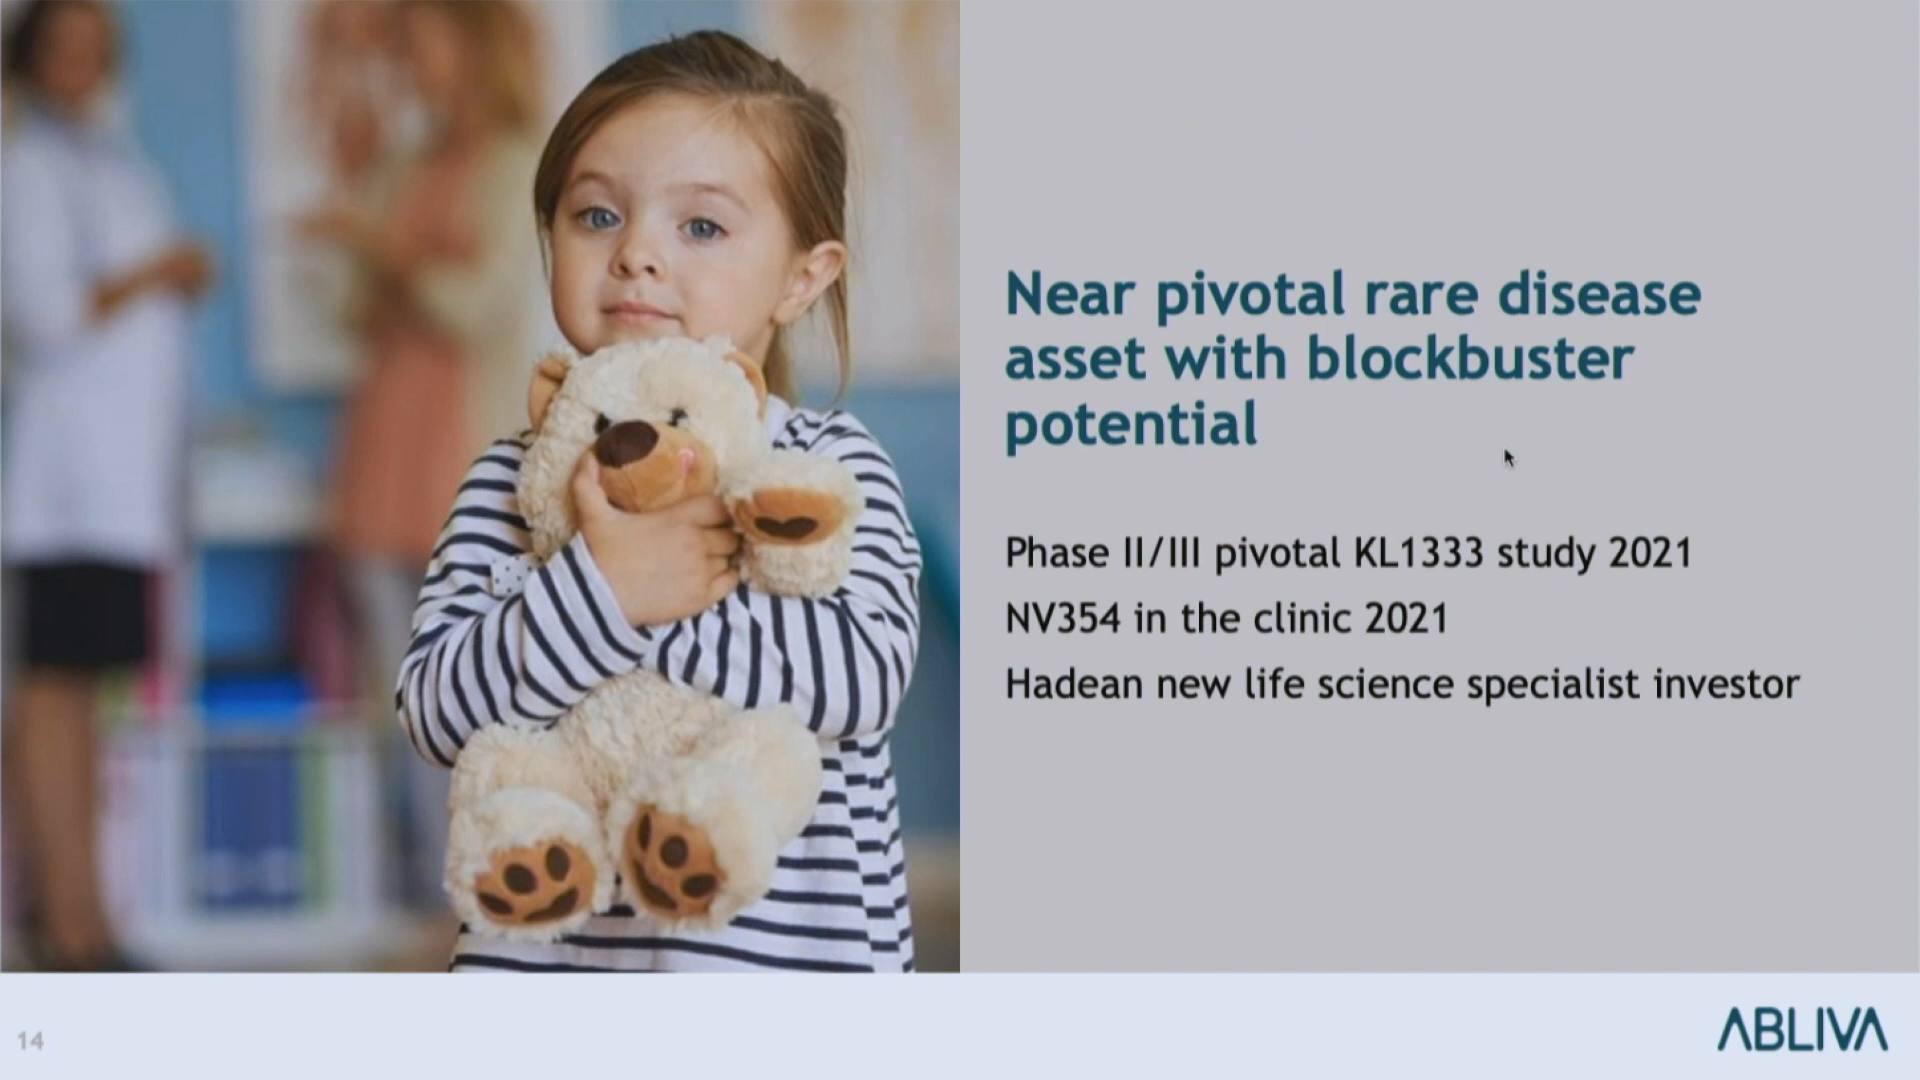 Near pivotal rare disease
asset with blockbuster
potential
Phase II/III pivotal KL1333 study 2021
NV354 in the clinic 2021
Hadean new life science specialist investor
14
ABLIVA